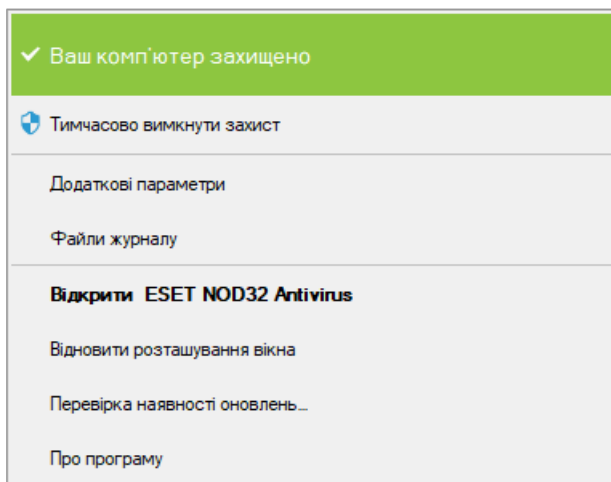 Ваш комп'ютер захищено
Тимчасово вимкнути захист
Додаткові параметри
Файли журналу
Відкрити ESET NOD32 Antivirus
Відновити розташування вікна
Перевірка наявності оновлень...
Про програму